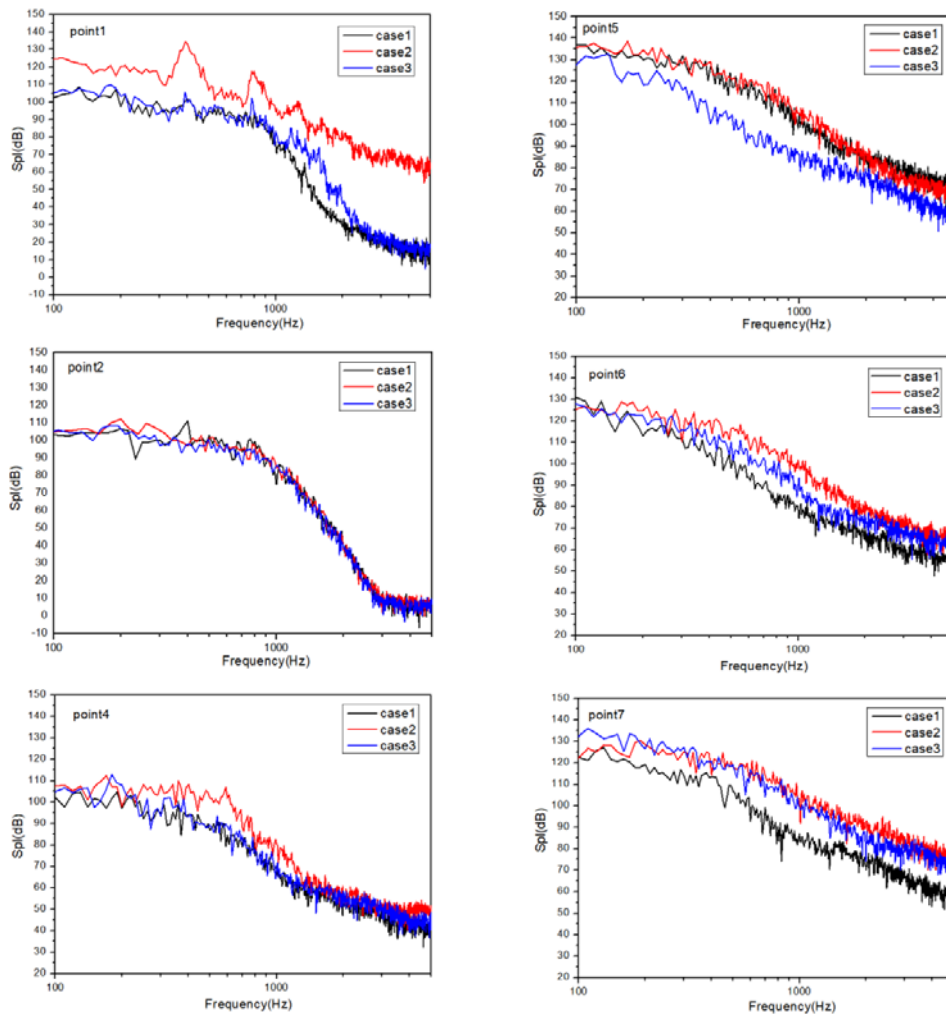 point1
case1
case2
case3
Spl(dB)
150
140
130
120
110
100
90
80
70
60
50
40
30
20
10
0
-10
100
1000
Frequency(Hz)
point5
case1
case2
case3
Spl(dB)
150
140
130
120
110
100
90
80
70
60
50
40
30
20
100
1000
Frequency(Hz)
point2
case1
case2
case3
Spl(dB)
150
140
130
120
110
100
90
80
70
60
50
40
30
20
10
0
-10
100
1000
Frequency(Hz)
point6
case1
case2
case3
Spl(dB)
150
140
130
120
110
100
90
80
70
60
50
40
30
20
100
1000
Frequency(Hz)
point4
case1
case2
case3
Spl(dB)
150
140
130
120
110
100
90
80
70
60
50
40
30
20
100
1000
Frequency(Hz)
point7
case1
case2
case3
Spl(dB)
150
140
130
120
110
100
90
80
70
60
50
40
30
20
100
1000
Frequency(Hz)